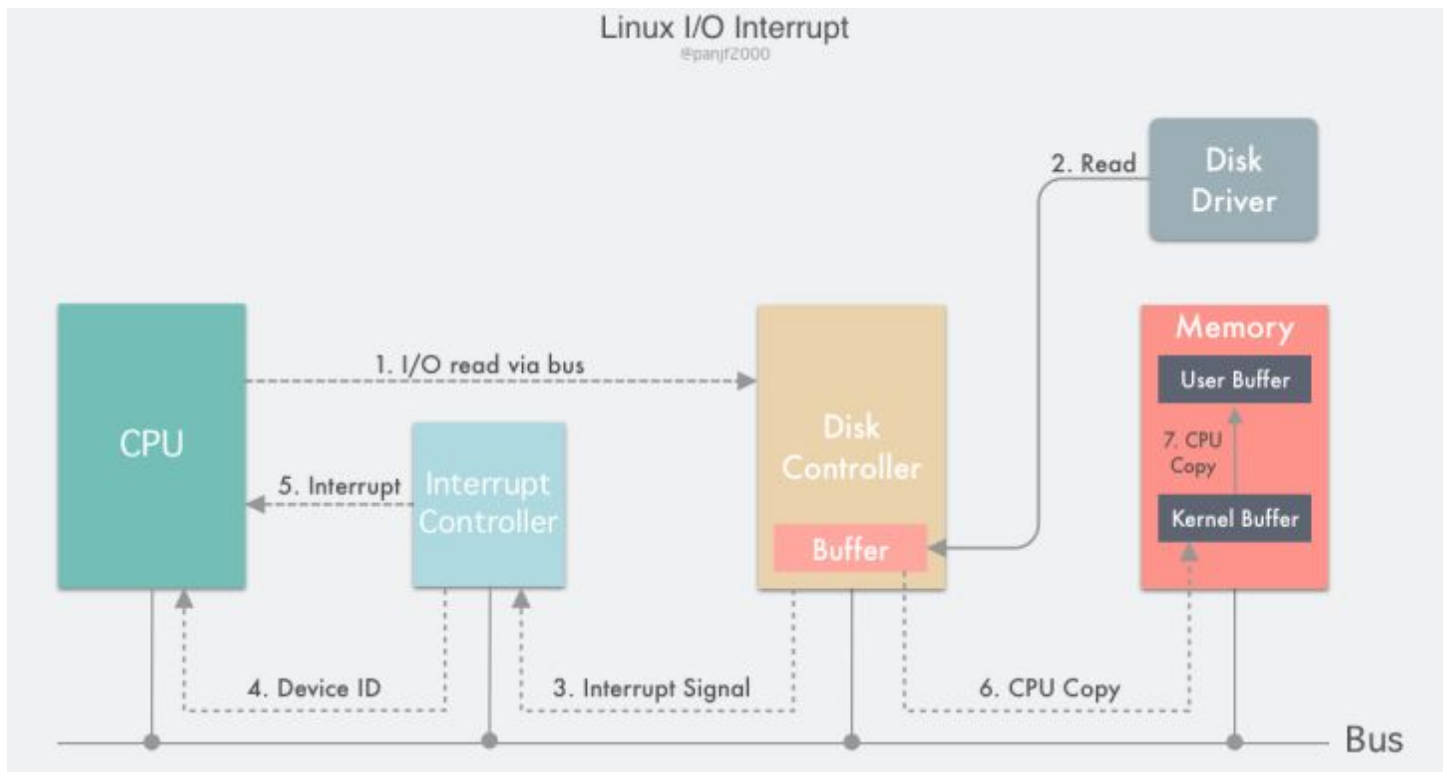 Linux I/O Interrupt
@panjf2000
2. Read
Disk
Driver
Memory
1. I/O read via bus
User Buffer
CPU
Disk
Controller
7. CPU
Copy
5. Interrupt
Interrupt
Controller
Kernel Buffer
Buffer
4. Device ID
3. Interrupt Signal
6. CPU Copy
Bus